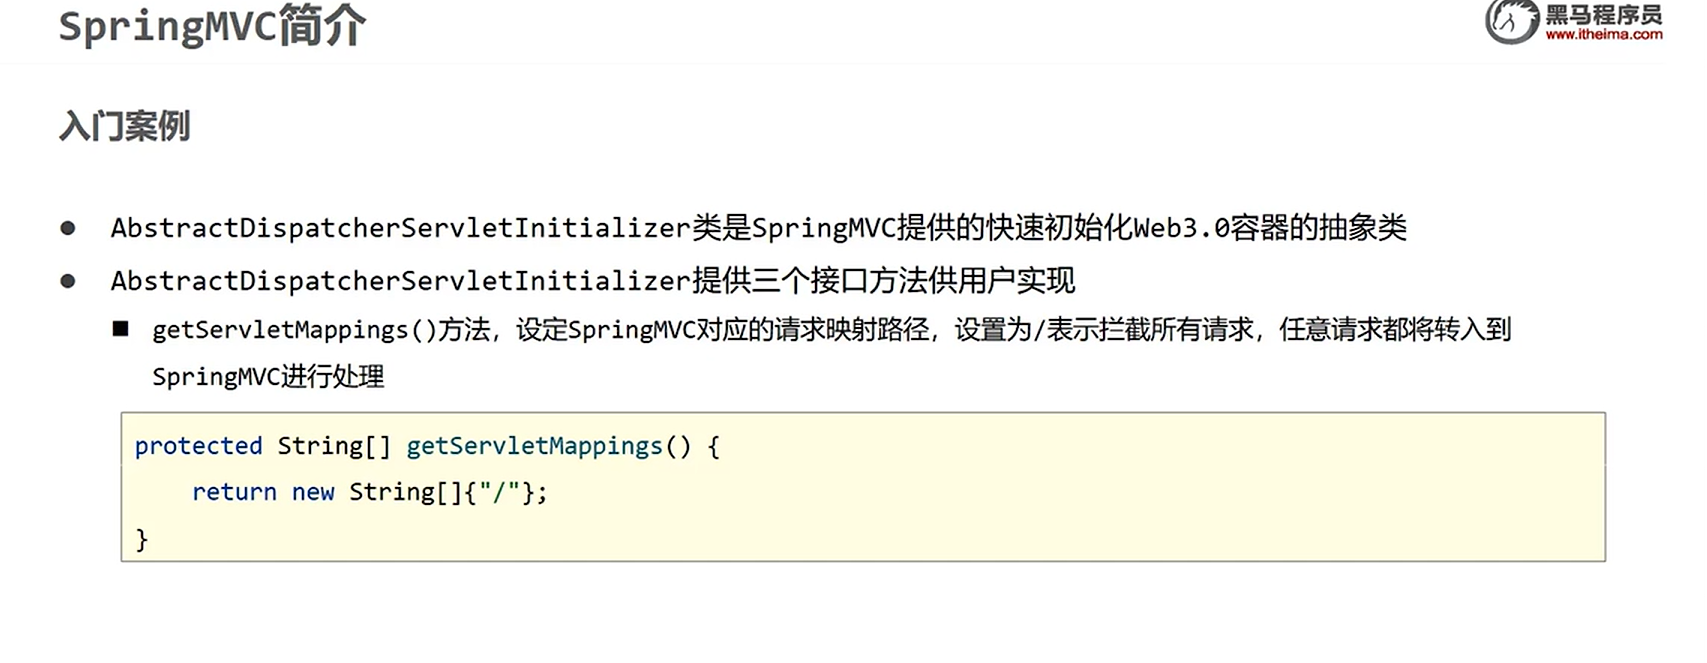 SpringMVC简介
黑马程序员
www.itheima.com
入门案例
● AbstractDispatcherServletInitializer类是SpringMVC提供的快速初始化Web3.0容器的抽象类
● AbstractDispatcherServletInitializer提供三个接口方法供用户实现
■ getServletMappings()方法，设定SpringMVC对应的请求映射路径，设置为/表示拦截所有请求，任意请求都将转入到
SpringMVC进行处理
protected String[] getServletMappings() {
    return new String[]{"/"};
}